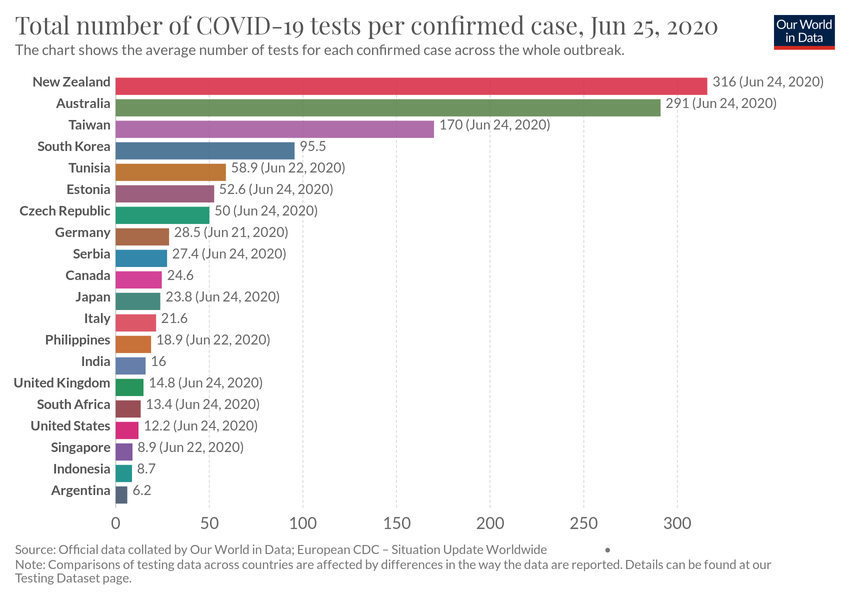 Total number of COVID-19 tests per confirmed case, Jun 25, 2020
The chart shows the average number of tests for each confirmed case across the whole outbreak.
Our World
in Data
New Zealand 316 (Jun 24, 2020)
Australia 291 (Jun 24, 2020)
Taiwan 170 (Jun 24, 2020)
South Korea 95.5
Tunisia 58.9 (Jun 22, 2020)
Estonia 52.6 (Jun 24, 2020)
Czech Republic 50 (Jun 24, 2020)
Germany 28.5 (Jun 21, 2020)
Serbia 27.4 (Jun 24, 2020)
Canada 24.6
Japan 23.8 (Jun 24, 2020)
Italy 21.6
Philippines 18.9 (Jun 22, 2020)
India 16
United Kingdom 14.8 (Jun 24, 2020)
South Africa 13.4 (Jun 24, 2020)
United States 12.2 (Jun 24, 2020)
Singapore 8.9 (Jun 22, 2020)
Indonesia 8.7
Argentina 6.2
0 50 100 150 200 250 300
Source: Official data collated by Our World in Data; European CDC – Situation Update Worldwide •
Note: Comparisons of testing data across countries are affected by differences in the way the data are reported. Details can be found at our
Testing Dataset page.